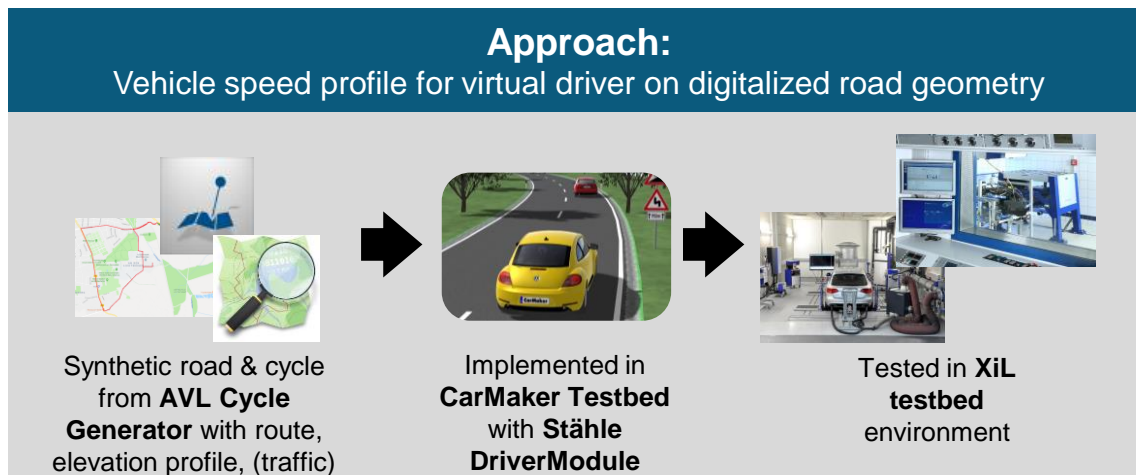 Approach:
Vehicle speed profile for virtual driver on digitalized road geometry
CarMaker
Synthetic road & cycle
from AVL Cycle
Generator with route,
elevation profile, (traffic)
Implemented in
CarMaker Testbed
with Stähle
DriverModule
Tested in XiL
testbed
environment